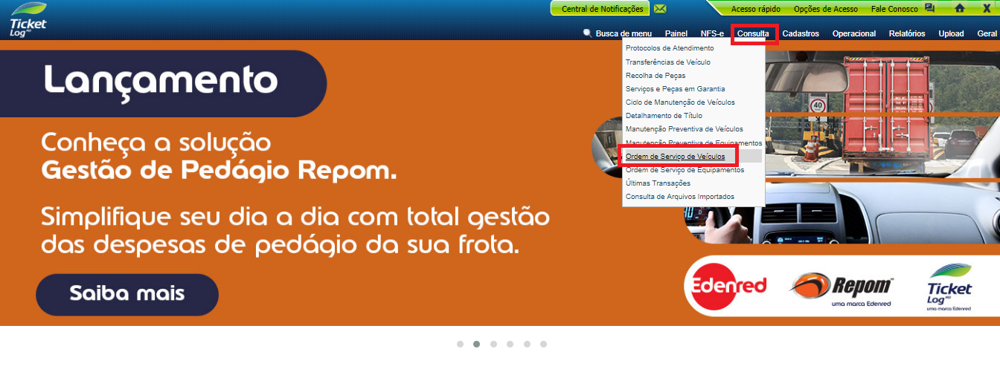 Ticket
Log
Central de Notificações
Acesso rápido
Opções de Acesso
Fale Conosco
X
Busca de menu
Painel
NFS-e
Consulta
Cadastros
Operacional
Relatórios
Upload
Geral
Protocolos de Atendimento
Transferências de Veículo
Recolha de Peças
Serviços e Peças em Garantia
Ciclo de Manutenção de Veículos
Detalhamento de Título
Manutenção Preventiva de Veículos
Manutenção Preventiva de Equipamentos
Ordem de Serviço de Veículos
Ordem de Serviço de Equipamentos
Últimas Transações
Consulta de Arquivos Importados
Lançamento
Conheça a solução
Gestão de Pedágio Repom.
Simplifique seu dia a dia com total gestão
das despesas de pedágio da sua frota.
Saiba mais
40
Edenred
Repom
uma marca Edenred
Ticket
Log
uma marca Edenred